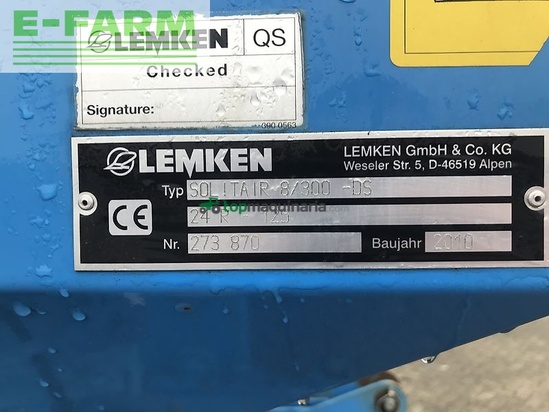 E-FARM
LEMKEN QS
Checked
Signature:
090 0563
LEMKEN
LEMKEN GmbH & Co. KG
Weseler Str. 5, D-46519 Alpen
Typ SOLITAIR 8/300 -DS
topmaquinaria
24 R 125
Nr. 273 870 Baujahr 2010